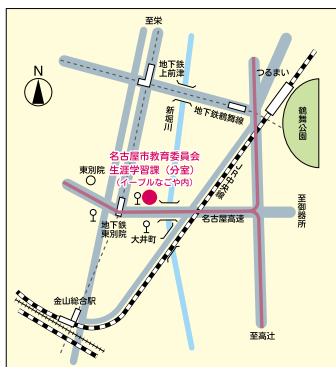 至栄
地下鉄
上前津
つるまい
N
地下鉄鶴舞線
新堀川
鶴舞公園
名古屋市教育委員会
生涯学習課(分室)
(イーブルなごや内)
東別院
JR中央線
至御器所
名古屋高速
地下鉄
東別院
大井町
金山総合駅
至高辻